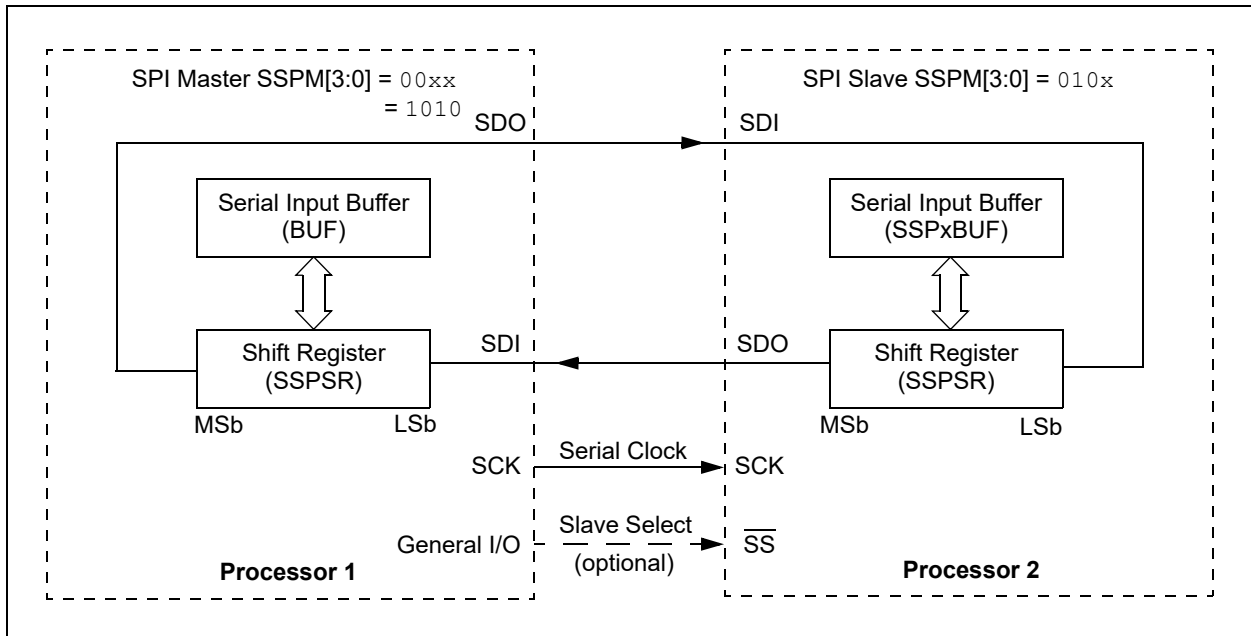 SPI Master SSPM[3:0] = 00xx
= 1010
SDO
Serial Input Buffer
(BUF)
Shift Register
(SSPSR)
MSb
LSb
SDI
SCK
General I/O
Processor 1
Serial Clock
Slave Select
(optional)
SPI Slave SSPM[3:0] = 010x
SDI
Serial Input Buffer
(SSPxBUF)
SDO
Shift Register
(SSPSR)
MSb
LSb
SCK
S̅S̅
Processor 2